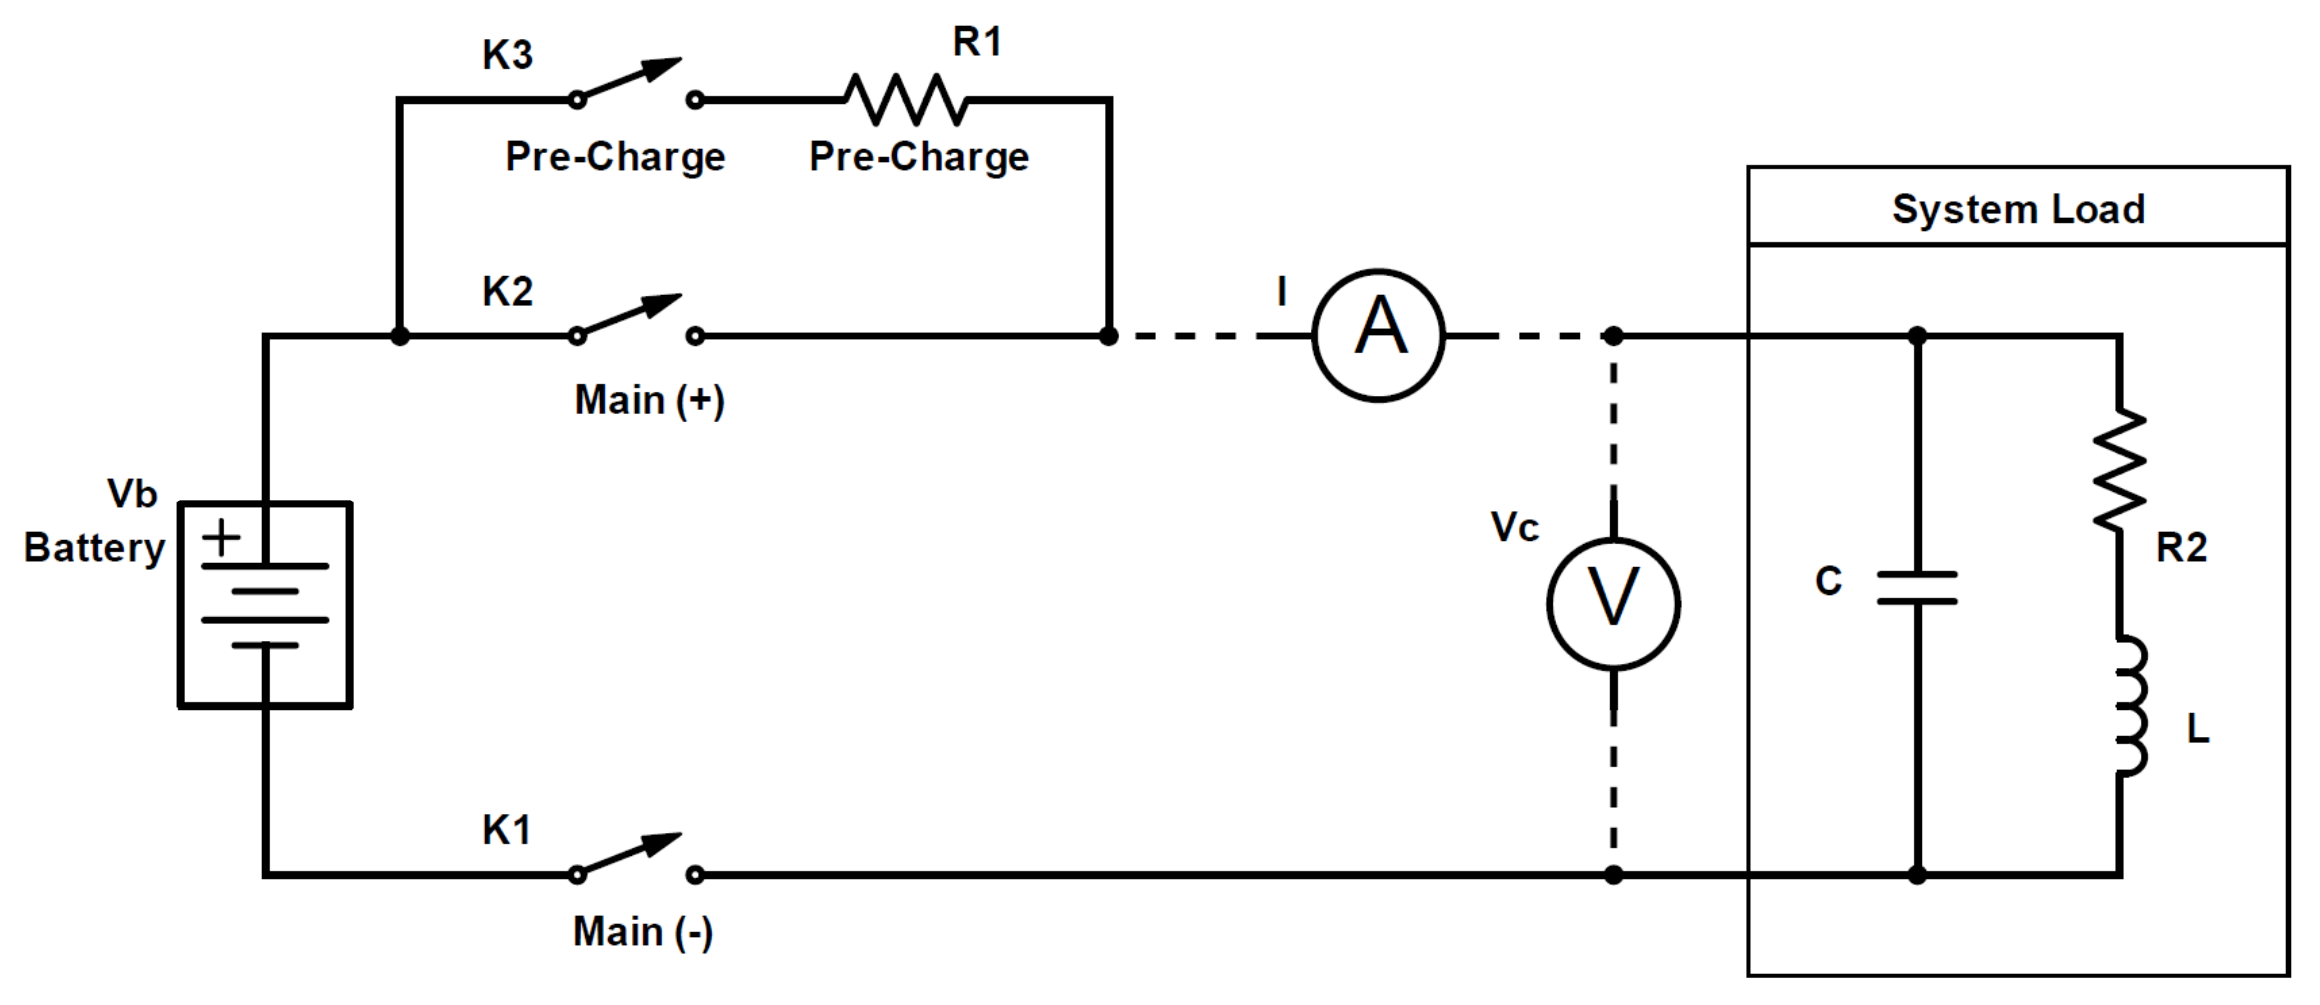 K3
R1
Pre-Charge
Pre-Charge
System Load
K2
I
A
Main (+)
Vb
Battery
+
Vc
V
C
R2
L
K1
Main (-)